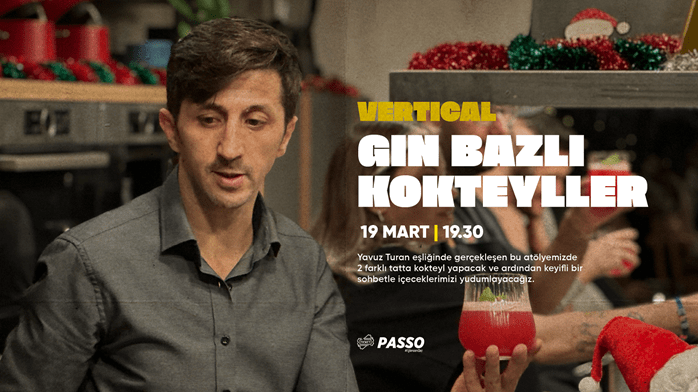 VERTICAL
GIN BAZLI
KOKTEYLLER
19 MART | 19.30
Yavuz Turan eşliğinde gerçekleşen bu atölyemizde
2 farklı tatta kokteyl yapacak ve ardından keyifli bir
sohbetle içeceklerimizi yudumlayacağız.
PASSO